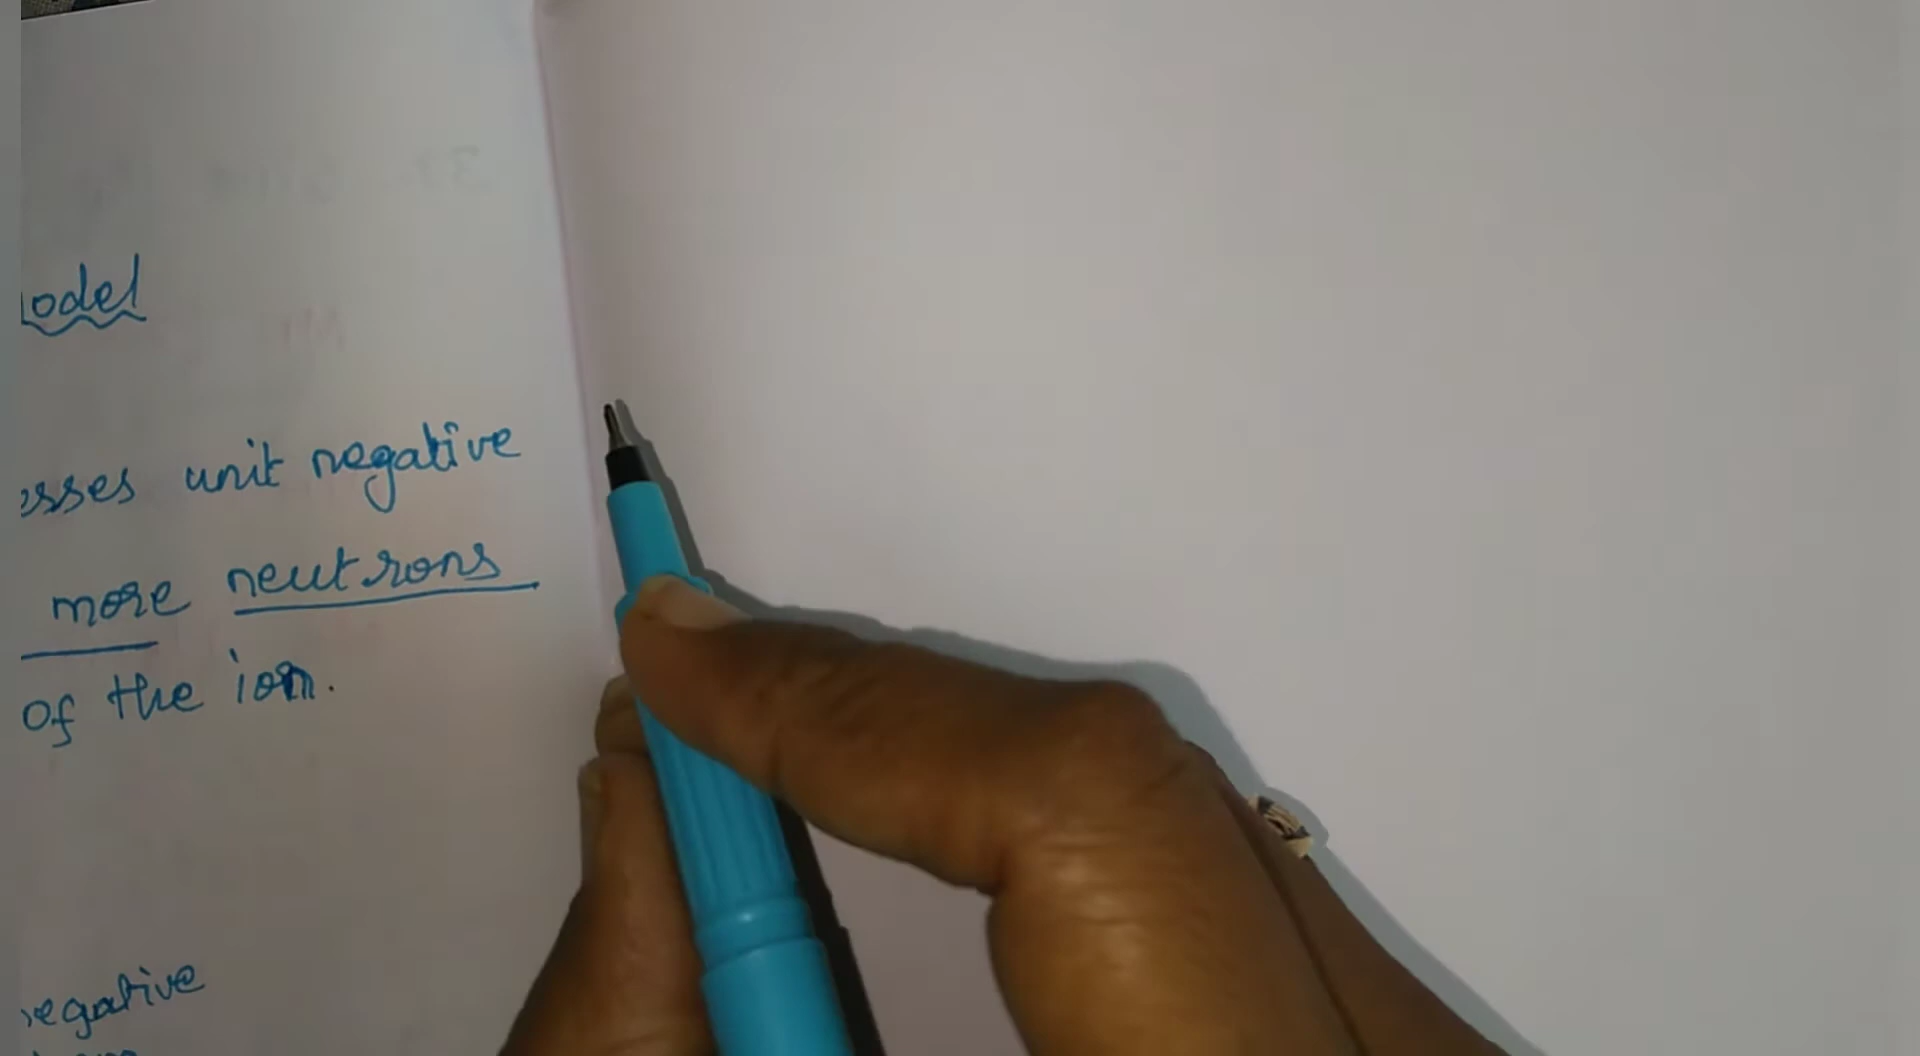 odel
esses unit negative
more neutrons
of the ion.
egative